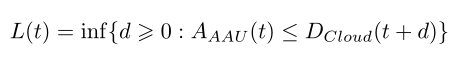 L(t) = inf{d ⩾ 0 : A_{AAU}(t) ≤ D_{Cloud}(t + d)}